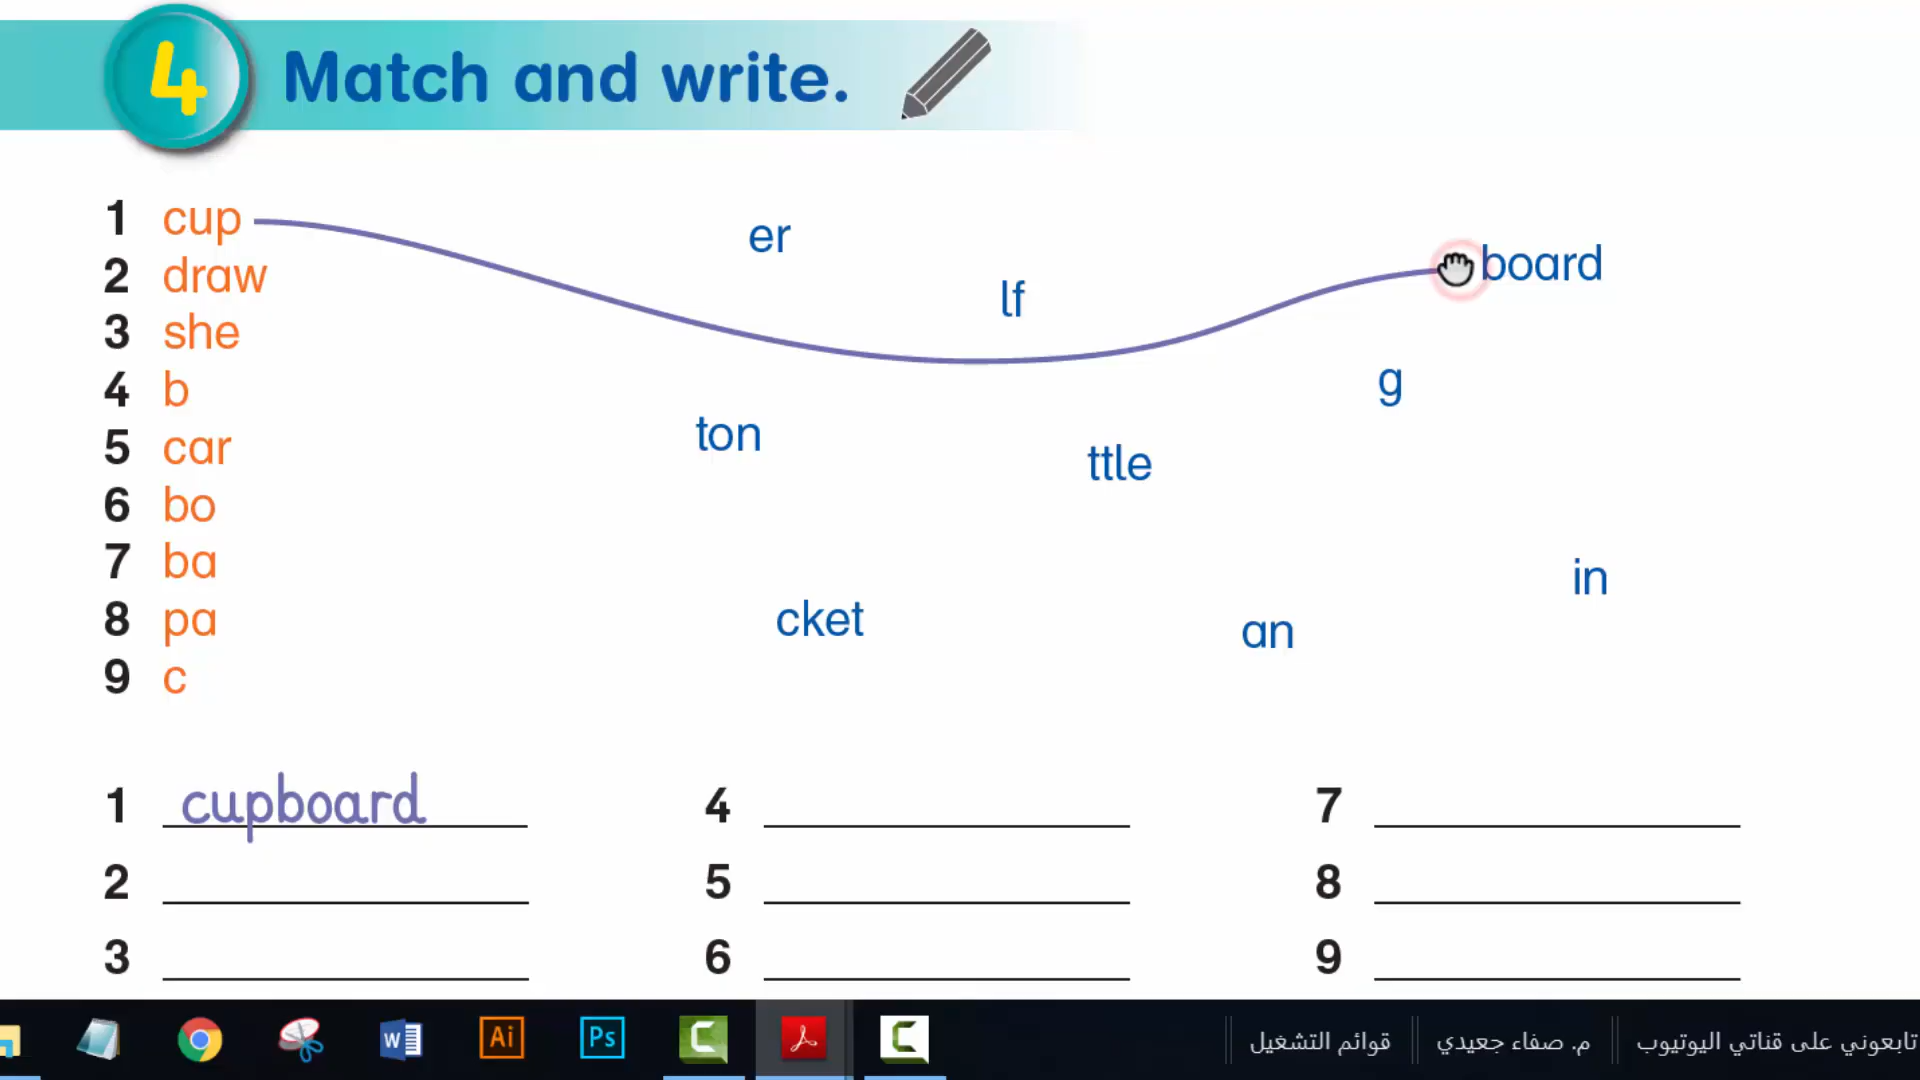 4 Match and write.
1 cup
2 draw
3 she
4 b
5 car
6 bo
7 ba
8 pa
9 c
er
board
lf
g
ton
ttle
in
cket
an
1 cupboard
2
3
4
5
6
7
8
9
Ai
Ps
قوائم التشغيل
م. صفاء جعيدي
تابعوني على قناتي اليوتيوب